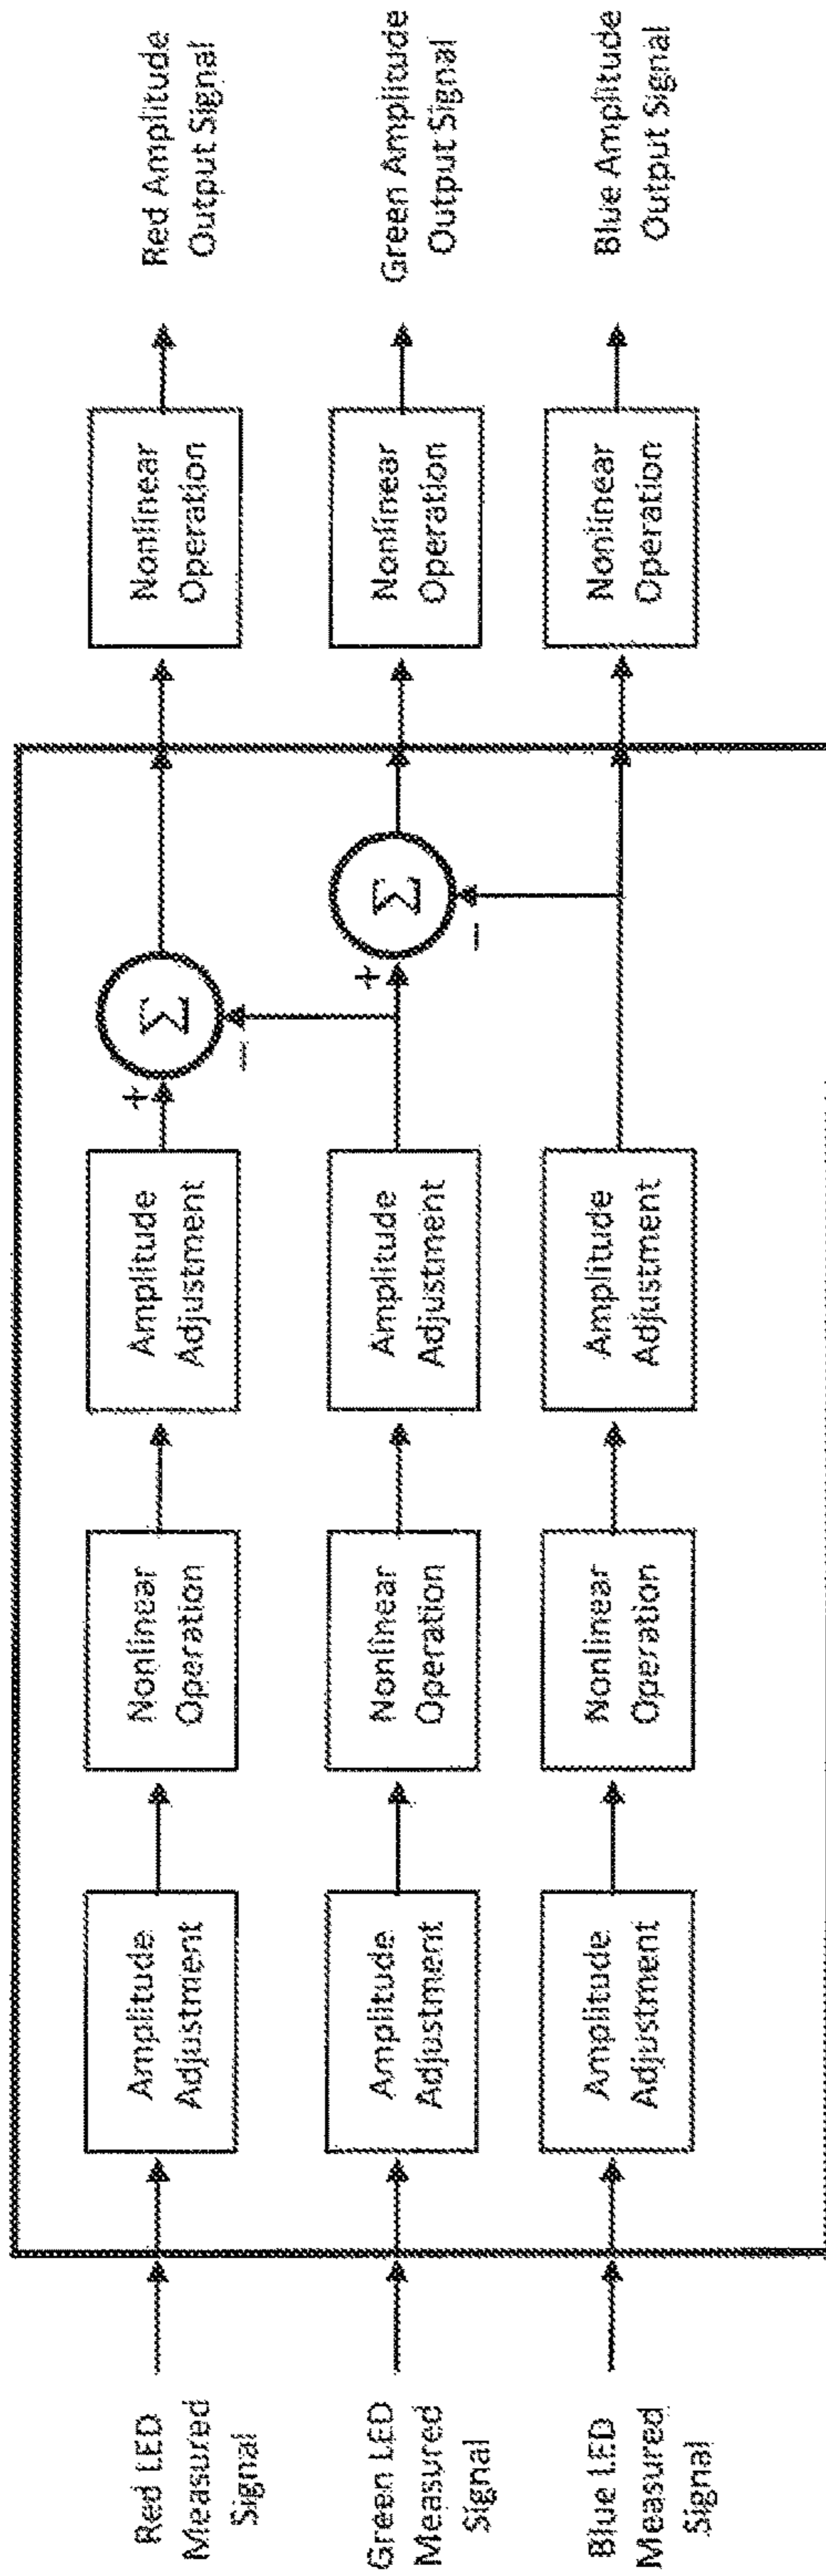 Red LED
Measured
Signal
Amplitude
Adjustment
Nonlinear
Operation
Amplitude
Adjustment
+
−
Σ
Nonlinear
Operation
Red Amplitude
Output Signal
Green LED
Measured
Signal
Amplitude
Adjustment
Nonlinear
Operation
Amplitude
Adjustment
+
−
Σ
Nonlinear
Operation
Green Amplitude
Output Signal
Blue LED
Measured
Signal
Amplitude
Adjustment
Nonlinear
Operation
Amplitude
Adjustment
Nonlinear
Operation
Blue Amplitude
Output Signal